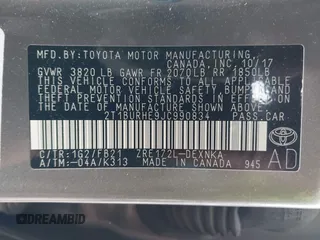 MFD. BY: TOYOTA MOTOR MANUFACTURING,
CANADA, INC. 10/17
GVWR 3820 LB GAWR FR 2070LB RR 1850LB
THIS VEHICLE CONFORMS TO ALL APPLICABLE
FEDERAL MOTOR VEHICLE SAFETY, BUMPER, AND
THEFT PREVENTION STANDARDS IN EFFECT ON
THE DATE OF MANUFACTURE SHOWN ABOVE.
2T1BURHE9JC990834 PASS.CAR
C/TR:1G2/FB21 ZRE172L-DEXNKA
A/TM:-04A/K313 MADE IN CANADA 945
AD
DREAMBID